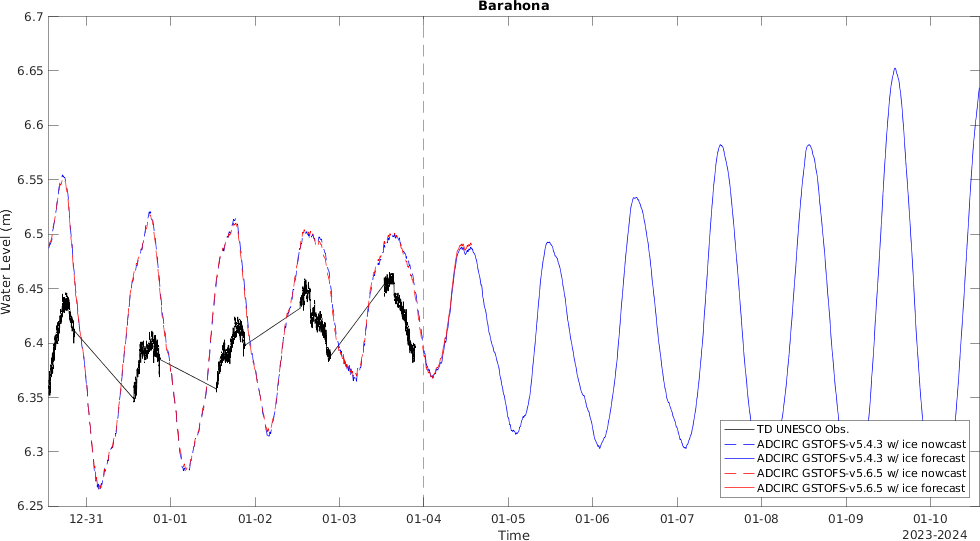 Barahona
6.7
6.65
6.6
6.55
6.5
6.45
6.4
6.35
6.3
6.25
Water Level (m)
TD UNESCO Obs.
ADCIRC GSTOFS-v5.4.3 w/ ice nowcast
ADCIRC GSTOFS-v5.4.3 w/ ice forecast
ADCIRC GSTOFS-v5.6.5 w/ ice nowcast
ADCIRC GSTOFS-v5.6.5 w/ ice forecast
12-31 01-01 01-02 01-03 01-04 01-05 01-06 01-07 01-08 01-09 01-10
Time
2023-2024